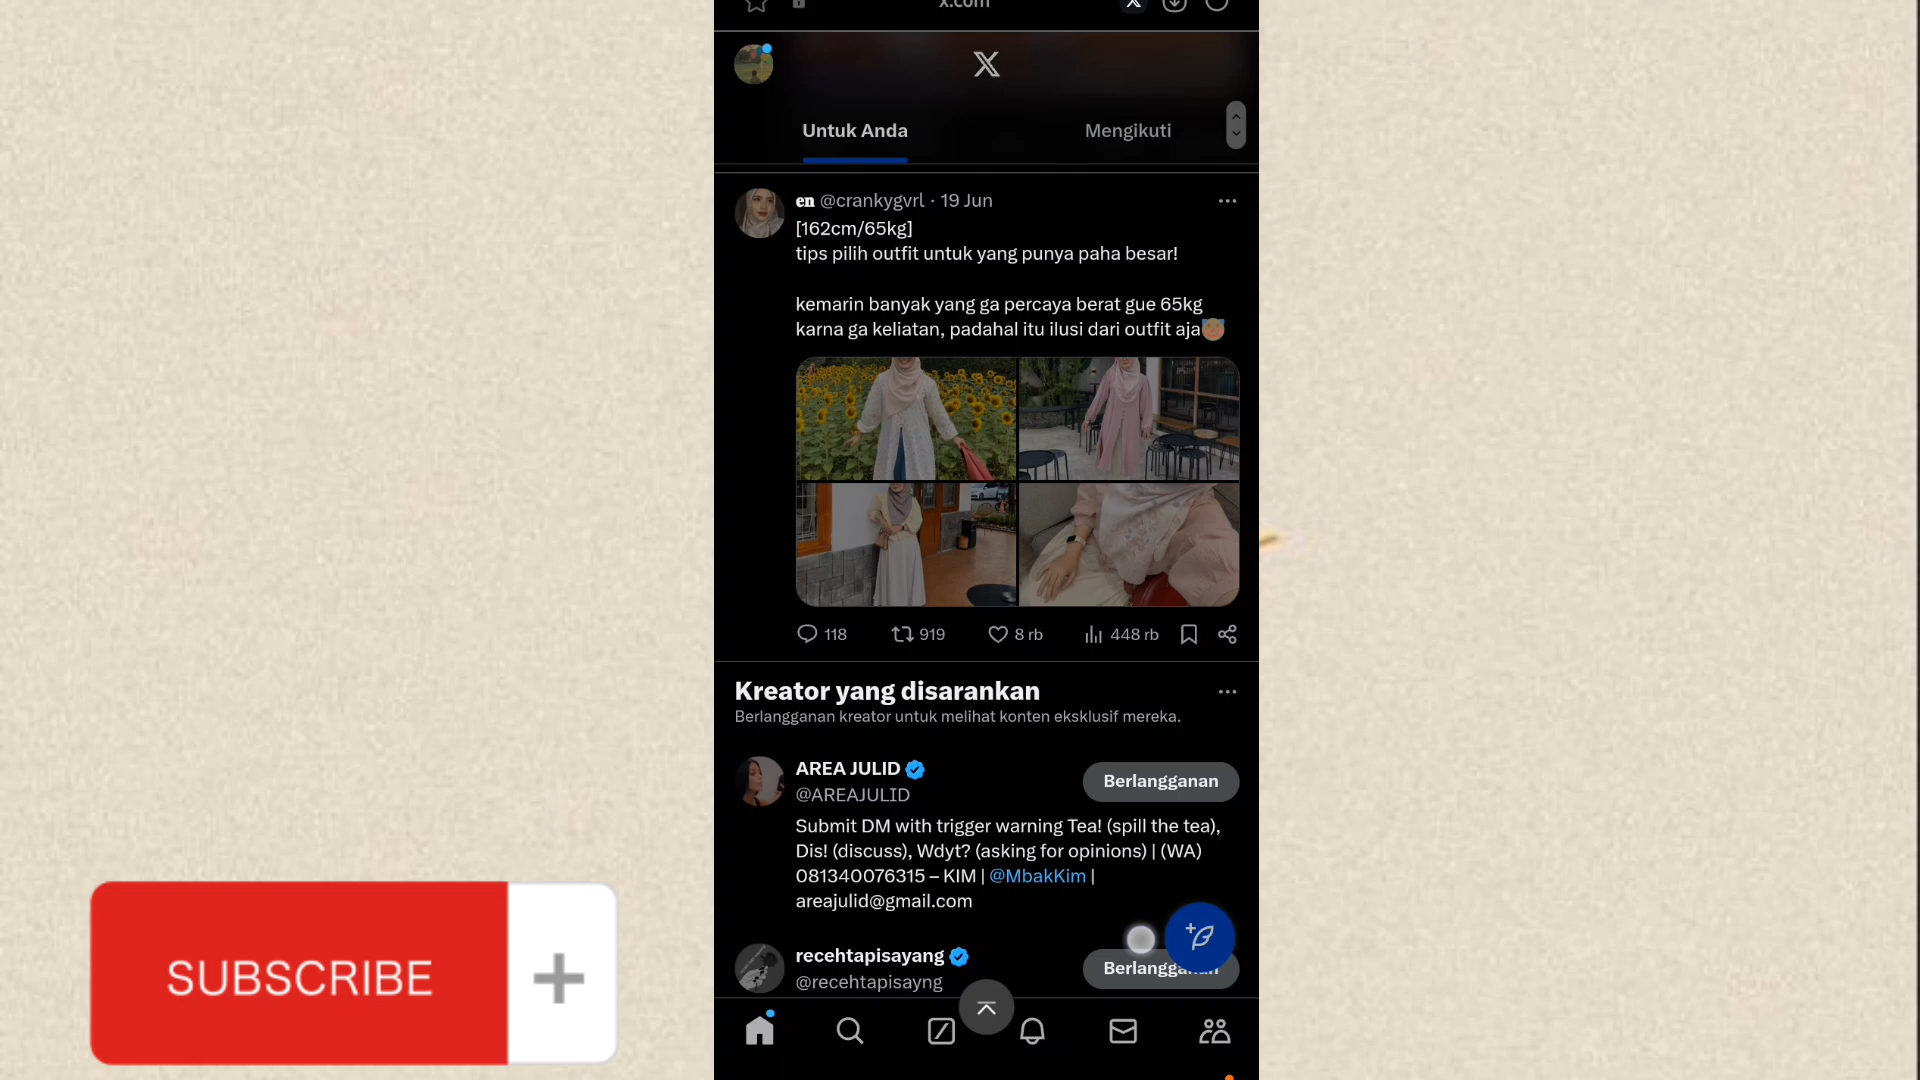 x.com
Untuk Anda
Mengikuti
en @crankygvrl · 19 Jun
[162cm/65kg]
tips pilih outfit untuk yang punya paha besar!
kemarin banyak yang ga percaya berat gue 65kg
karna ga keliatan, padahal itu ilusi dari outfit aja
118 919 8 rb 448 rb
Kreator yang disarankan
Berlangganan kreator untuk melihat konten eksklusif mereka.
AREA JULID
@AREAJULID
Berlangganan
Submit DM with trigger warning Tea! (spill the tea),
Dis! (discuss), Wdyt? (asking for opinions) | (WA)
081340076315 – KIM | @MbakKim |
areajulid@gmail.com
recehtapisayang
@recehtapisayng
Berlangganan
SUBSCRIBE